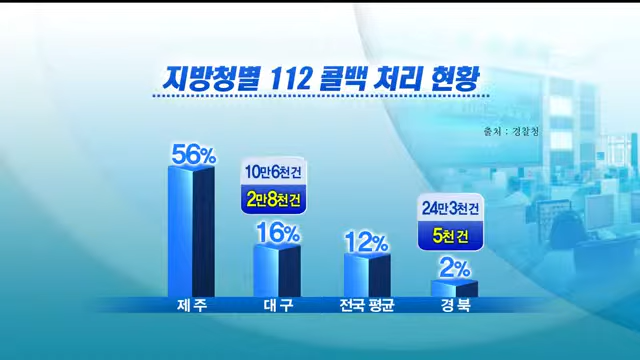 지방청별 112 콜백 처리 현황
출처 : 경찰청
56%
10만 6천 건
2만 8천 건
16%
12%
24만 3천 건
5천 건
2%
제 주
대 구
전국 평균
경 북